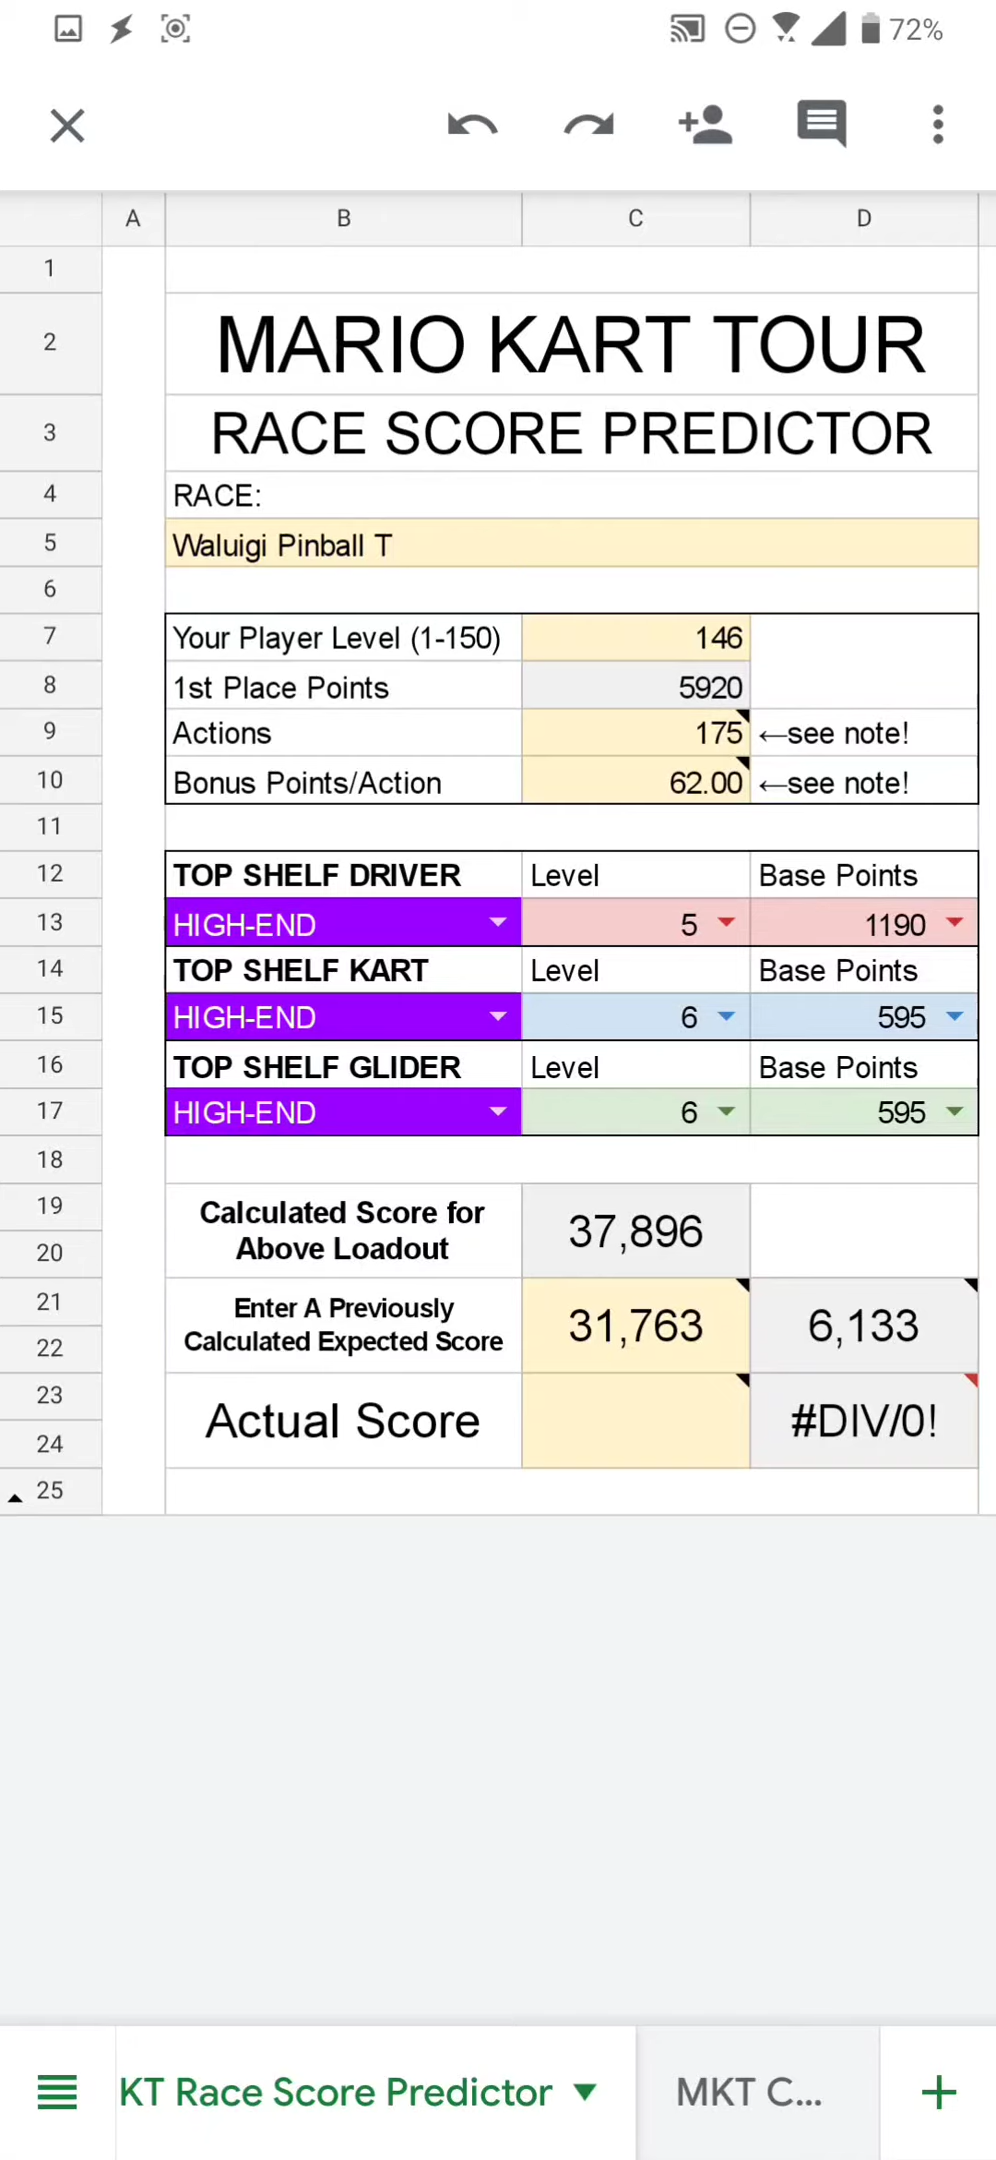 72%
A B C D
1
2 MARIO KART TOUR
3 RACE SCORE PREDICTOR
4 RACE:
5 Waluigi Pinball T
6
7 Your Player Level (1-150) 146
8 1st Place Points 5920
9 Actions 175 ←see note!
10 Bonus Points/Action 62.00 ←see note!
11
12 TOP SHELF DRIVER Level Base Points
13 HIGH-END 5 1190
14 TOP SHELF KART Level Base Points
15 HIGH-END 6 595
16 TOP SHELF GLIDER Level Base Points
17 HIGH-END 6 595
18
19 Calculated Score for
20 Above Loadout 37,896
21 Enter A Previously
22 Calculated Expected Score 31,763 6,133
23
24 Actual Score #DIV/0!
25
KT Race Score Predictor MKT C...